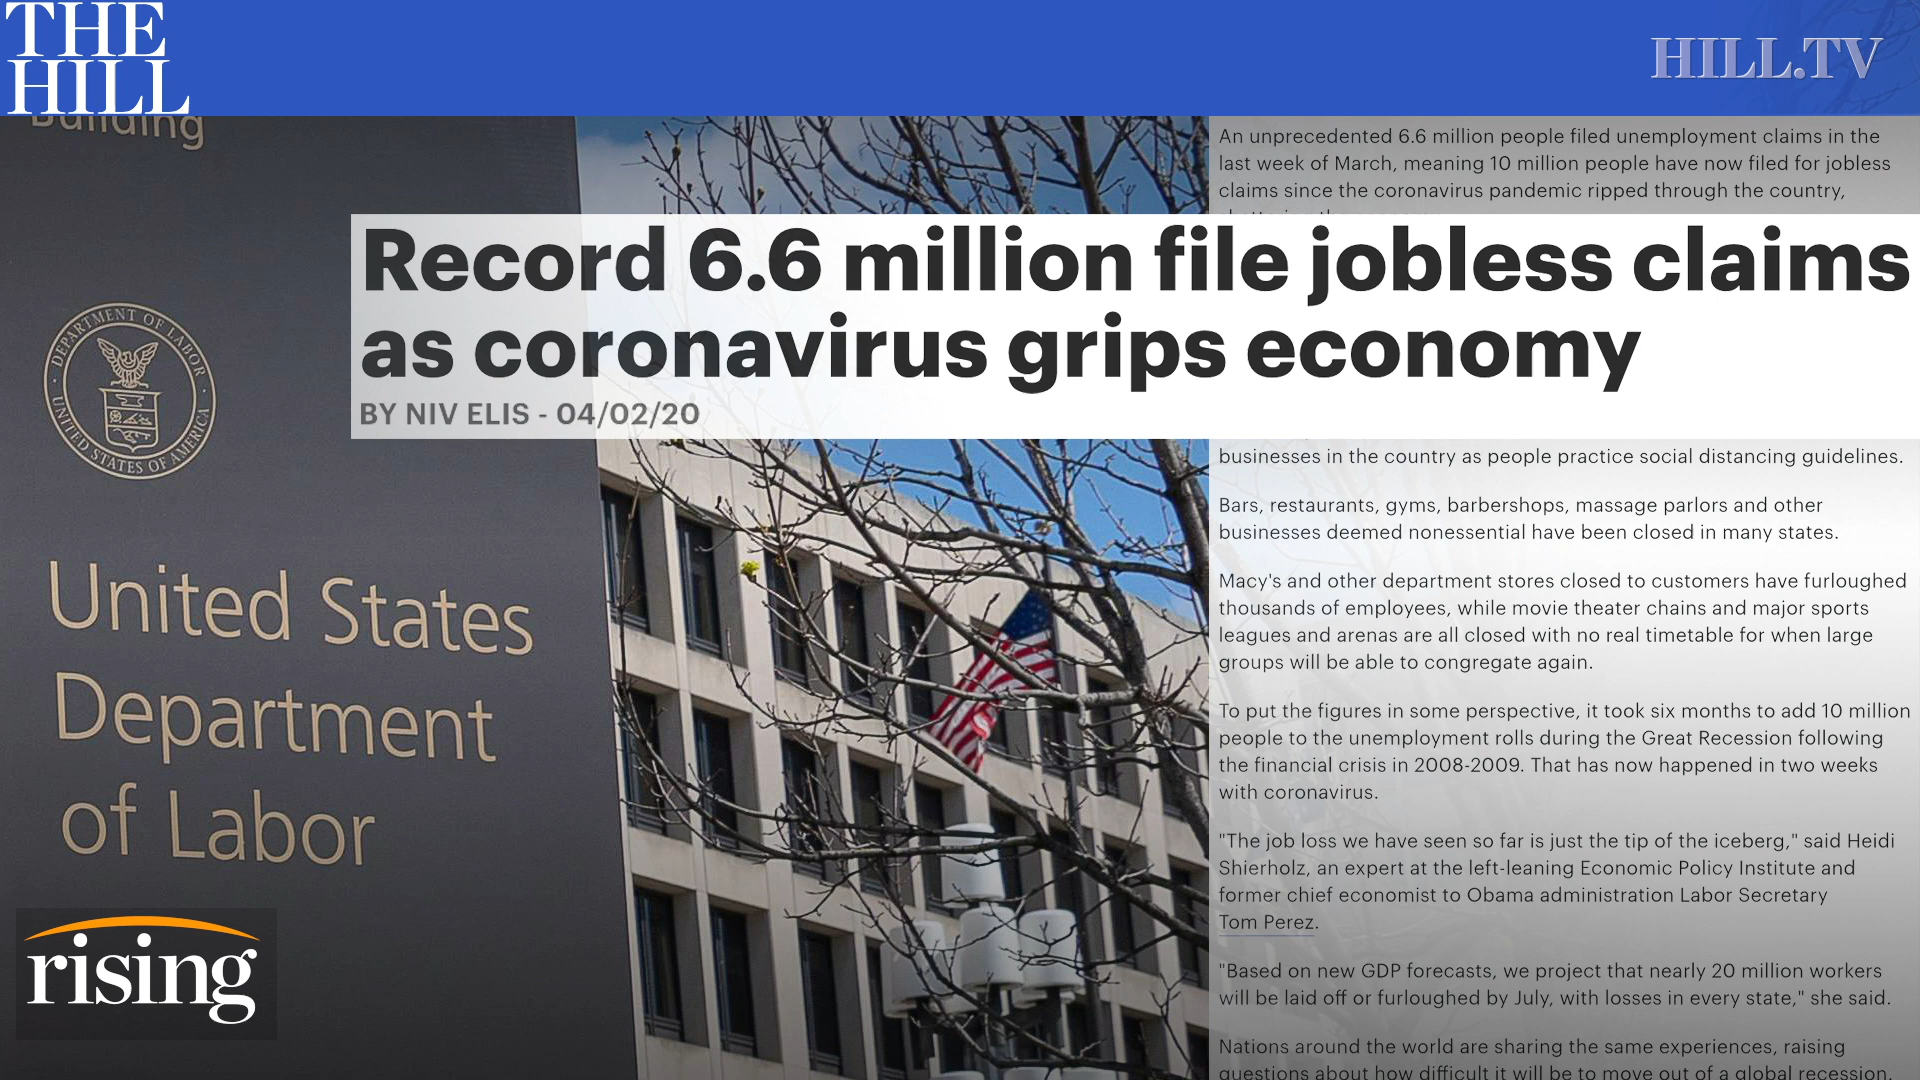 THE
HILL
HILL.TV
Building
An unprecedented 6.6 million people filed unemployment claims in the
last week of March, meaning 10 million people have now filed for jobless
claims since the coronavirus pandemic ripped through the country,
Record 6.6 million file jobless claims
as coronavirus grips economy
BY NIV ELIS - 04/02/20
DEPARTMENT OF LABOR
UNITED STATES OF AMERICA
United States
Department
of Labor
rising
businesses in the country as people practice social distancing guidelines.
Bars, restaurants, gyms, barbershops, massage parlors and other
businesses deemed nonessential have been closed in many states.
Macy's and other department stores closed to customers have furloughed
thousands of employees, while movie theater chains and major sports
leagues and arenas are all closed with no real timetable for when large
groups will be able to congregate again.
To put the figures in some perspective, it took six months to add 10 million
people to the unemployment rolls during the Great Recession following
the financial crisis in 2008-2009. That has now happened in two weeks
with coronavirus.
"The job loss we have seen so far is just the tip of the iceberg," said Heidi
Shierholz, an expert at the left-leaning Economic Policy Institute and
former chief economist to Obama administration Labor Secretary
Tom Perez.
"Based on new GDP forecasts, we project that nearly 20 million workers
will be laid off or furloughed by July, with losses in every state," she said.
Nations around the world are sharing the same experiences, raising
questions about how difficult it will be to move out of a global recession.